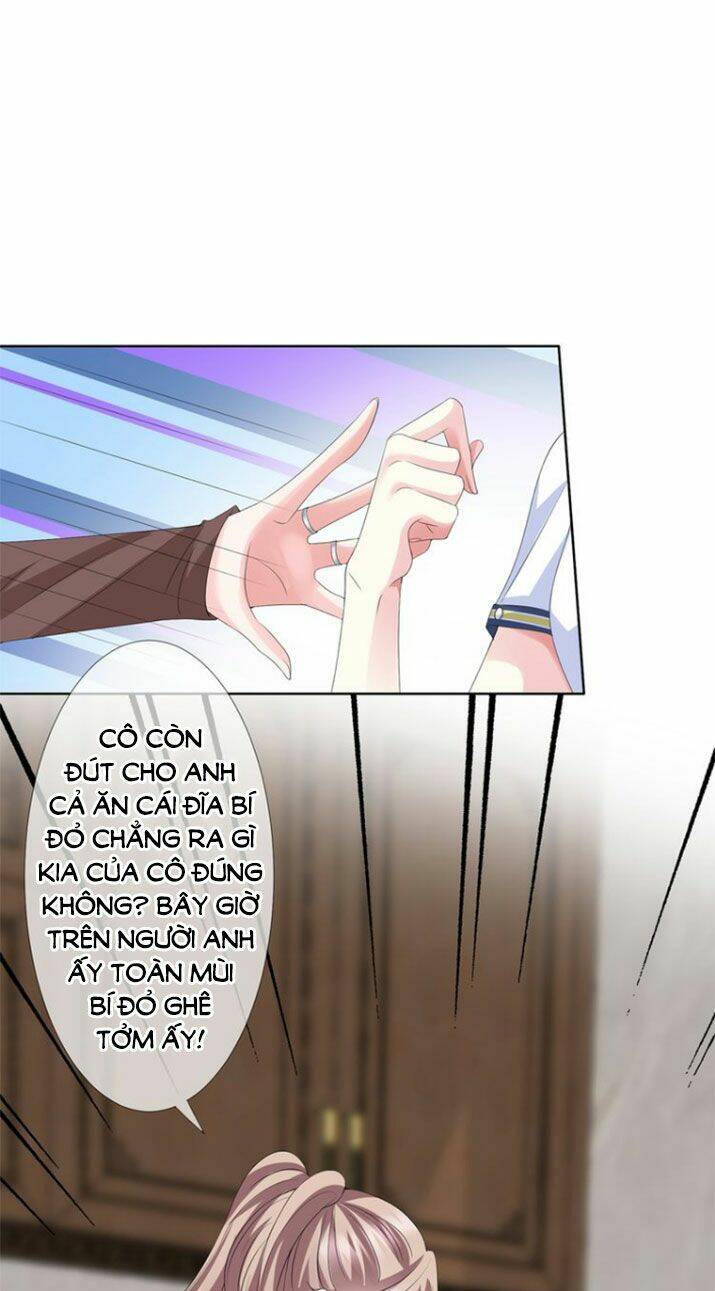 CÔ CÒN
ĐÚT CHO ANH
CẢ ĂN CÁI ĐĨA BÍ
ĐỎ CHẲNG RA GÌ
KIA CỦA CÔ ĐÚNG
KHÔNG? BÂY GIỜ
TRÊN NGƯỜI ANH
ẤY TOÀN MÙI
BÍ ĐỎ GHÊ
TỞM ẤY!